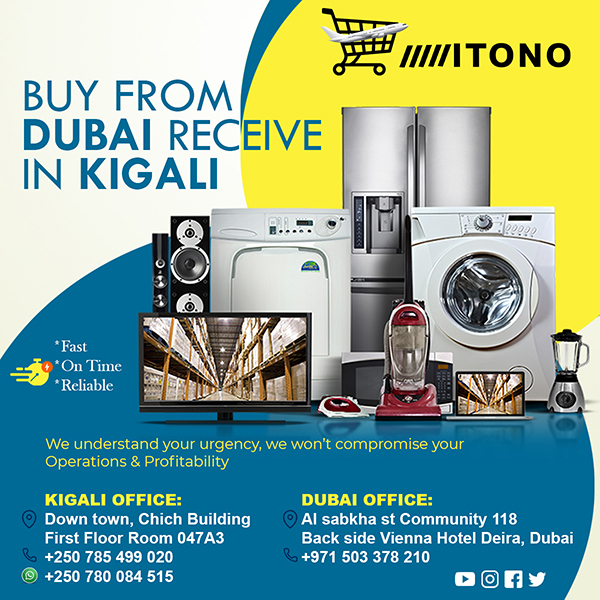 /////ITONO
BUY FROM
DUBAI RECEIVE
IN KIGALI
*Fast
*On Time
*Reliable
We understand your urgency, we won't compromise your
Operations & Profitability
KIGALI OFFICE:
Down town, Chich Building
First Floor Room 047A3
+250 785 499 020
+250 780 084 515
DUBAI OFFICE:
Al sabkha st Community 118
Back side Vienna Hotel Deira, Dubai
+971 503 378 210